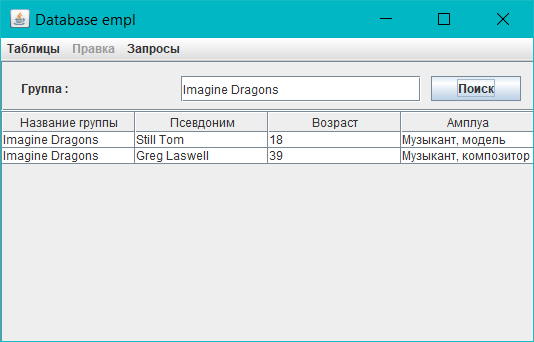 Database empl
Таблицы Правка Запросы
Группа : Imagine Dragons Поиск
Название группы Псевдоним Возраст Амплуа
Imagine Dragons Still Tom 18 Музыкант, модель
Imagine Dragons Greg Laswell 39 Музыкант, композитор